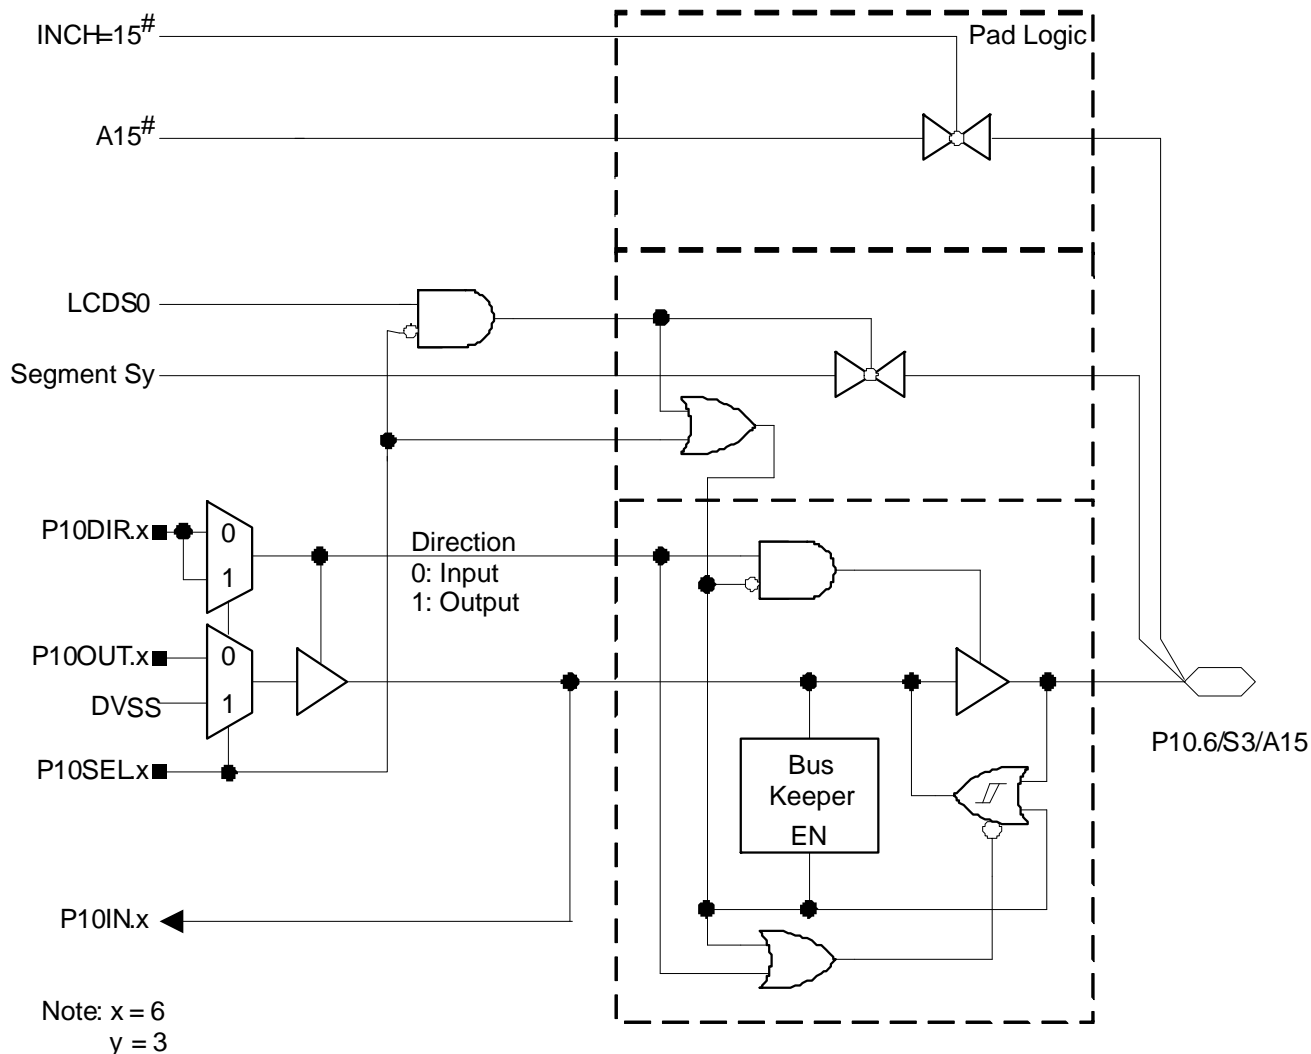 INCH=15#
Pad Logic
A15#
LCDS0
Segment Sy
P10DIR.x
0
1
Direction
0: Input
1: Output
P10OUT.x
0
DVSS
1
P10SEL.x
P10.6/S3/A15
Bus
Keeper
EN
P10IN.x
Note: x = 6
y = 3